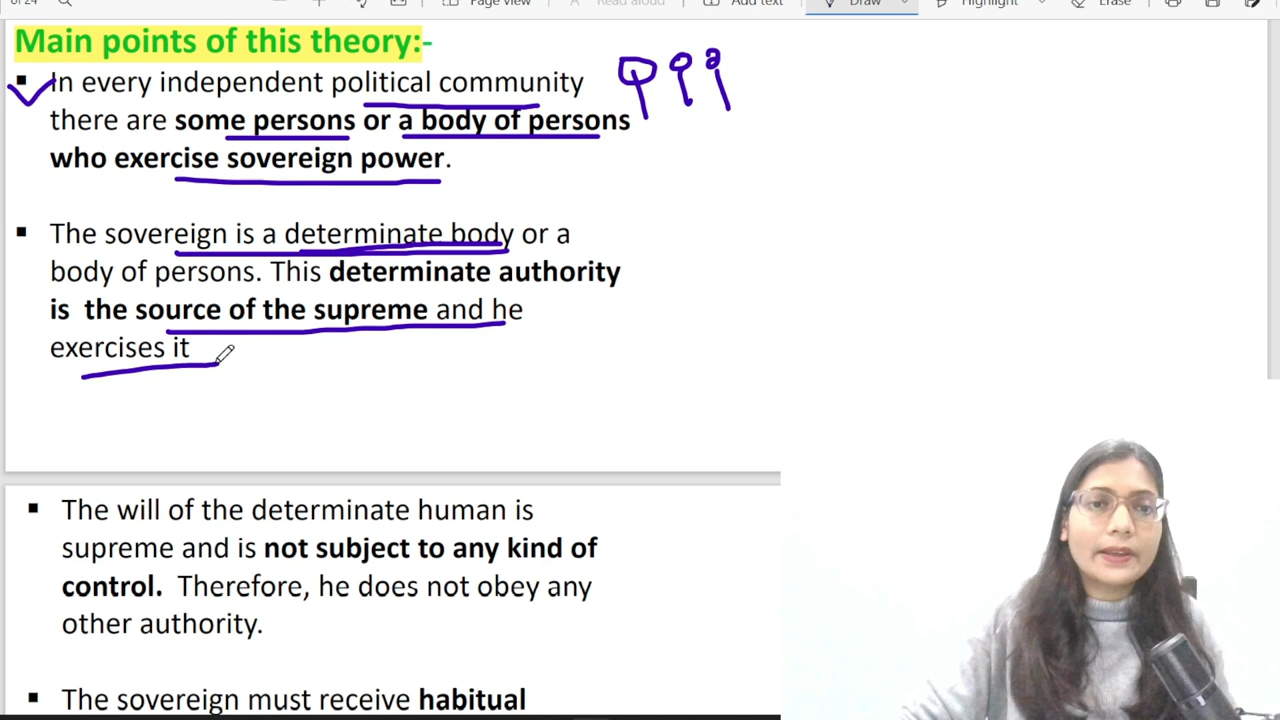 of 24
Page view
Read aloud
Add text
Draw
Highlight
Erase
Main points of this theory:-
▪ In every independent political community
there are some persons or a body of persons
who exercise sovereign power.
▪ The sovereign is a determinate body or a
body of persons. This determinate authority
is the source of the supreme and he
exercises it
▪ The will of the determinate human is
supreme and is not subject to any kind of
control. Therefore, he does not obey any
other authority.
▪ The sovereign must receive habitual